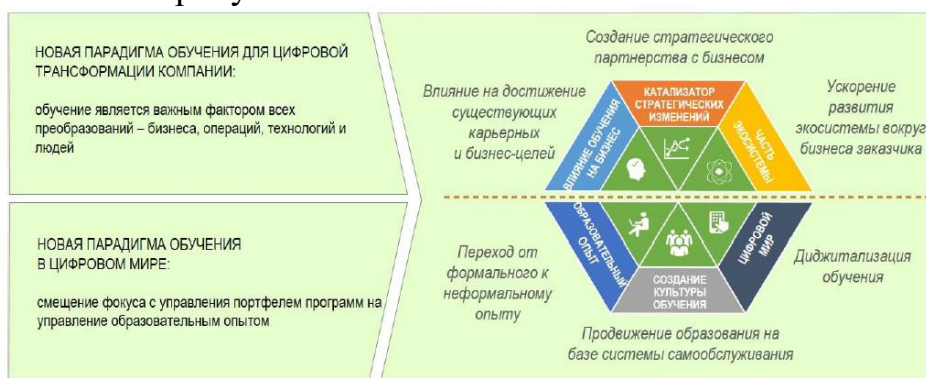 НОВАЯ ПАРАДИГМА ОБУЧЕНИЯ ДЛЯ ЦИФРОВОЙ
ТРАНСФОРМАЦИИ КОМПАНИИ:
обучение является важным фактором всех
преобразований – бизнеса, операций, технологий и
людей
НОВАЯ ПАРАДИГМА ОБУЧЕНИЯ
В ЦИФРОВОМ МИРЕ:
смещение фокуса с управления портфелем программ на
управление образовательным опытом
Создание стратегического
партнерства с бизнесом
Влияние на достижение
существующих
карьерных
и бизнес-целей
Ускорение
развития
экосистемы вокруг
бизнеса заказчика
ВЛИЯНИЕ ОБУЧЕНИЯ
НА БИЗНЕС
КАТАЛИЗАТОР
СТРАТЕГИЧЕСКИХ
ИЗМЕНЕНИЙ
ЧАСТЬ
ЭКОСИСТЕМЫ
ОБРАЗОВАТЕЛЬНЫЙ
ОПЫТ
СОЗДАНИЕ
КУЛЬТУРЫ
ОБУЧЕНИЯ
ЦИФРОВОЙ
МИР
Переход от
формального к
неформальному
опыту
Диджитализация
обучения
Продвижение образования на
базе системы самообслуживания